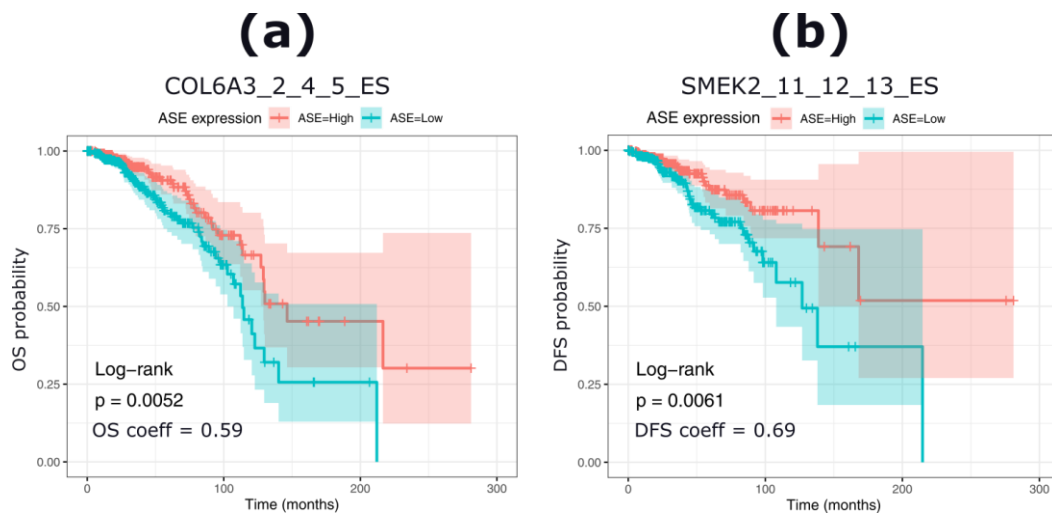 (a)
COL6A3_2_4_5_ES
ASE expression ASE=High ASE=Low
1.00
0.75
0.50
0.25
0.00
OS probability
Log-rank
p = 0.0052
OS coeff = 0.59
0 100 200 300
Time (months)
(b)
SMEK2_11_12_13_ES
ASE expression ASE=High ASE=Low
1.00
0.75
0.50
0.25
0.00
DFS probability
Log-rank
p = 0.0061
DFS coeff = 0.69
0 100 200 300
Time (months)